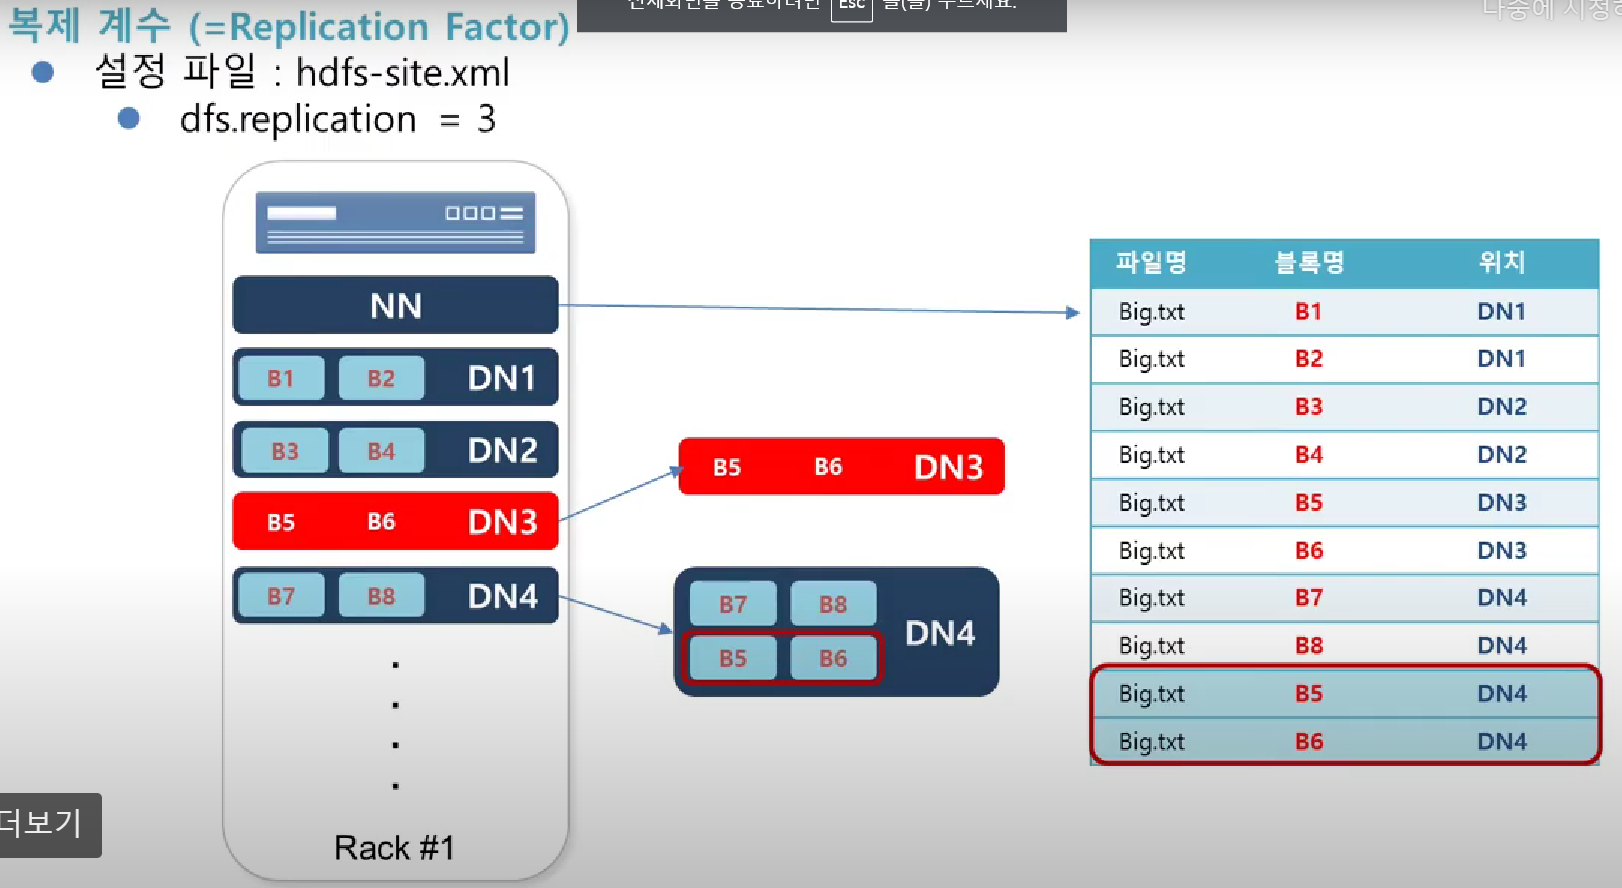 복제 계수 (=Replication Factor)
Esc
나중에
설정 파일 : hdfs-site.xml
dfs.replication = 3
NN
B1 B2 DN1
B3 B4 DN2
B5 B6 DN3
B7 B8 DN4
Rack #1
B5 B6 DN3
B7 B8
DN4
B5 B6
파일명 블록명 위치
Big.txt B1 DN1
Big.txt B2 DN1
Big.txt B3 DN2
Big.txt B4 DN2
Big.txt B5 DN3
Big.txt B6 DN3
Big.txt B7 DN4
Big.txt B8 DN4
Big.txt B5 DN4
Big.txt B6 DN4
더보기